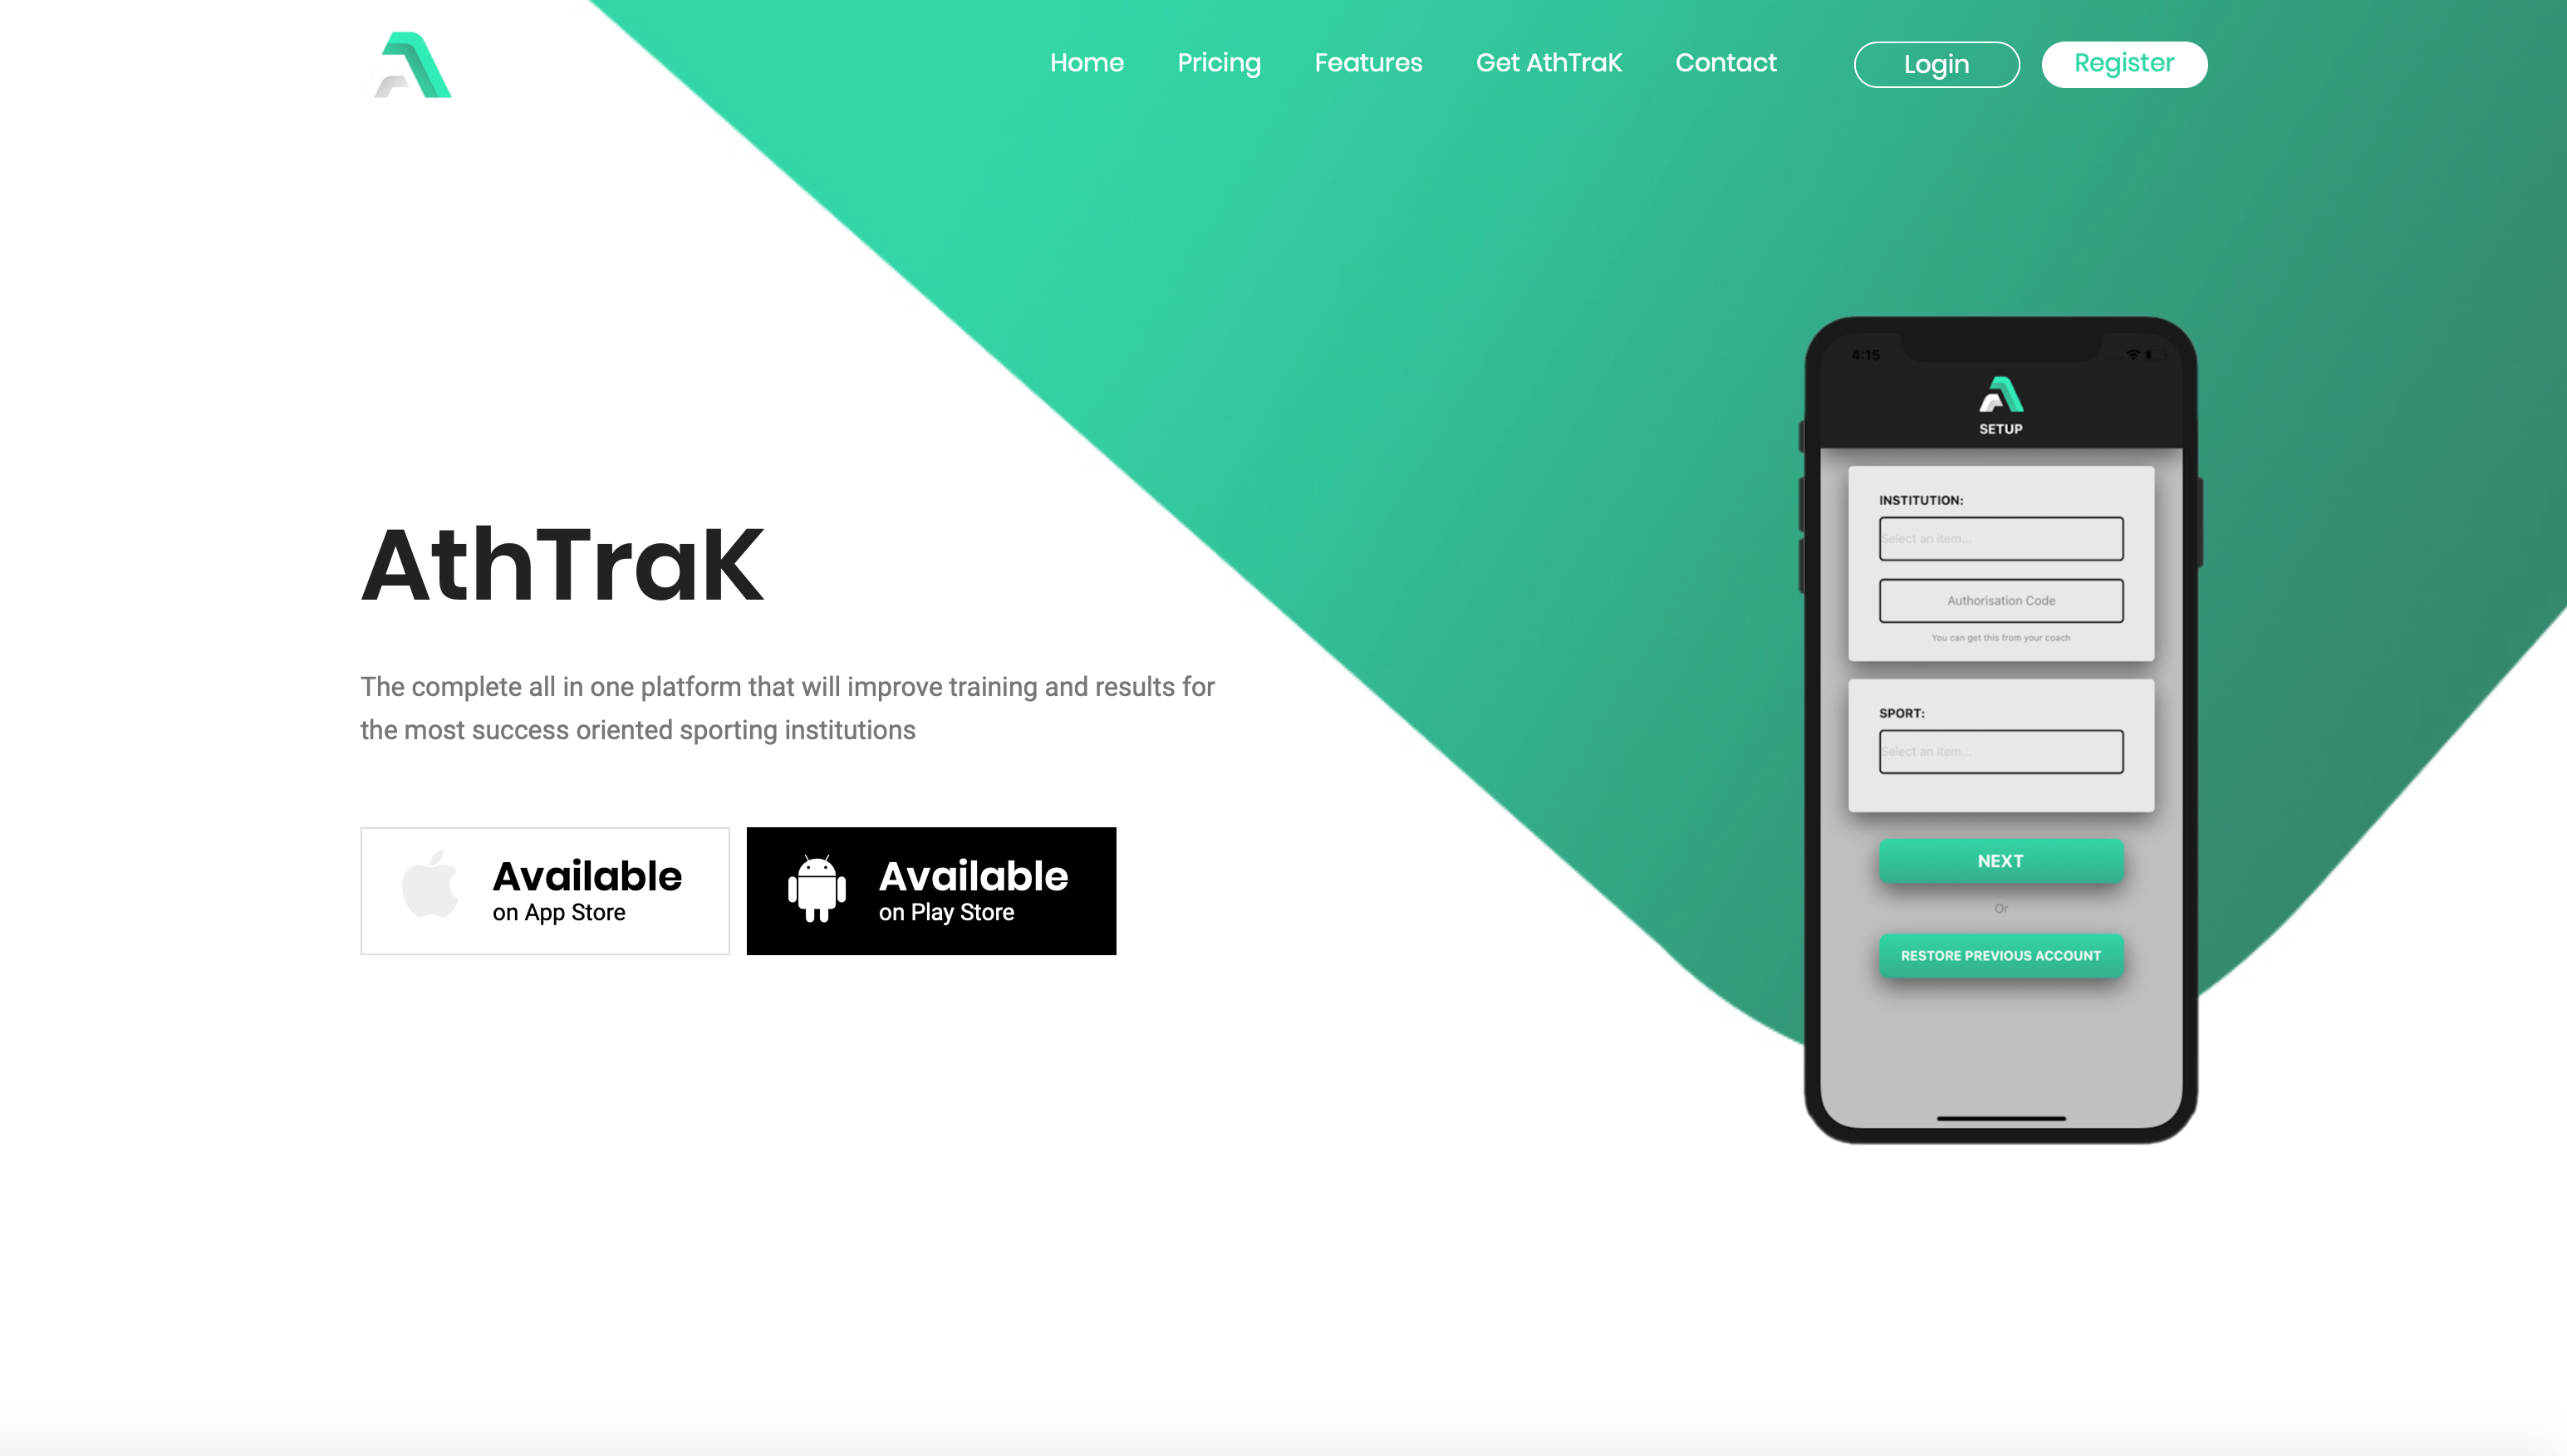 Home Pricing Features Get AthTraK Contact Login Register
AthTraK
The complete all in one platform that will improve training and results for
the most success oriented sporting institutions
Available
on App Store
Available
on Play Store
4:15
SETUP
INSTITUTION:
Select an item...
Authorisation Code
You can get this from your coach
SPORT:
Select an item...
NEXT
Or
RESTORE PREVIOUS ACCOUNT